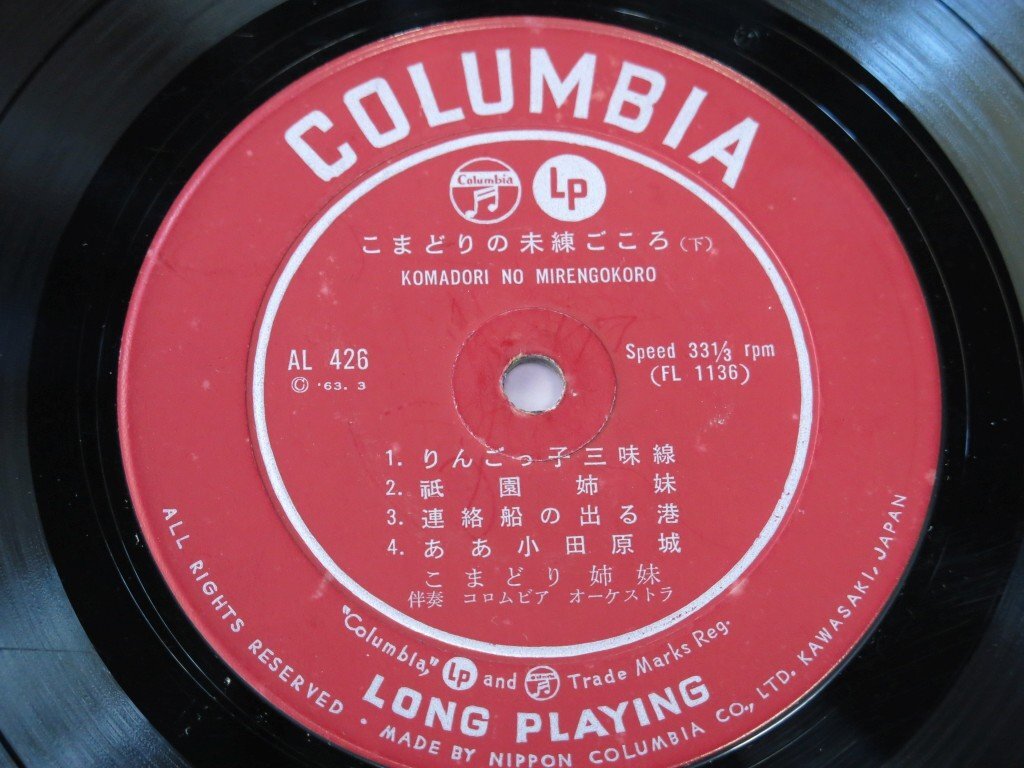 COLUMBIA
Columbia
LP
こまどりの未練ごころ(下)
KOMADORI NO MIRENGOKORO
AL 426
Ⓒ '63. 3
Speed 33 1/3 rpm
(FL 1136)
1. りんごっ子三味線
2. 祇園姉妹
3. 連絡船の出る港
4. ああ小田原城
こまどり姉妹
伴奏 コロムビア オーケストラ
"Columbia," LP and Trade Marks Reg.
LONG PLAYING
ALL RIGHTS RESERVED · MADE BY NIPPON COLUMBIA CO., LTD. KAWASAKI, JAPAN